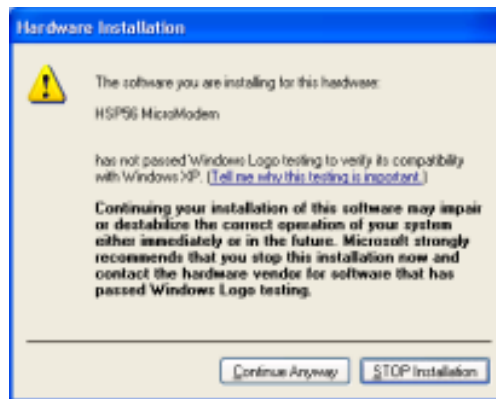 Hardware Installation
The software you are installing for this hardware:
HSP56 MicroModem
has not passed Windows Logo testing to verify its compatibility
with Windows XP. (Tell me why this testing is important.)
Continuing your installation of this software may impair
or destabilize the correct operation of your system
either immediately or in the future. Microsoft strongly
recommends that you stop this installation now and
contact the hardware vendor for software that has
passed Windows Logo testing.
Continue Anyway
STOP Installation